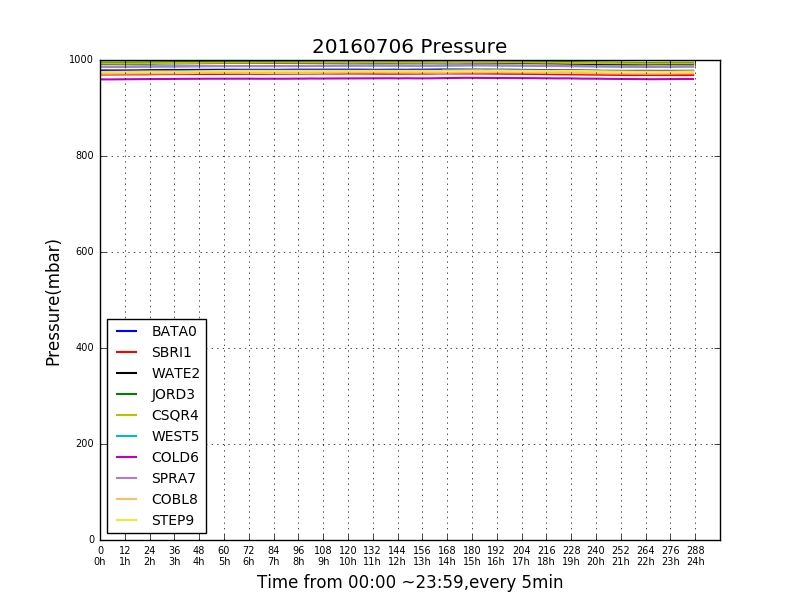 20160706 Pressure
1000
800
600
400
200
0
Pressure(mbar)
BATA0
SBRI1
WATE2
JORD3
CSQR4
WEST5
COLD6
SPRA7
COBL8
STEP9
0 12 24 36 48 60 72 84 96 108 120 132 144 156 168 180 192 204 216 228 240 252 264 276 288
0h 1h 2h 3h 4h 5h 6h 7h 8h 9h 10h 11h 12h 13h 14h 15h 16h 17h 18h 19h 20h 21h 22h 23h 24h
Time from 00:00 ~23:59,every 5min